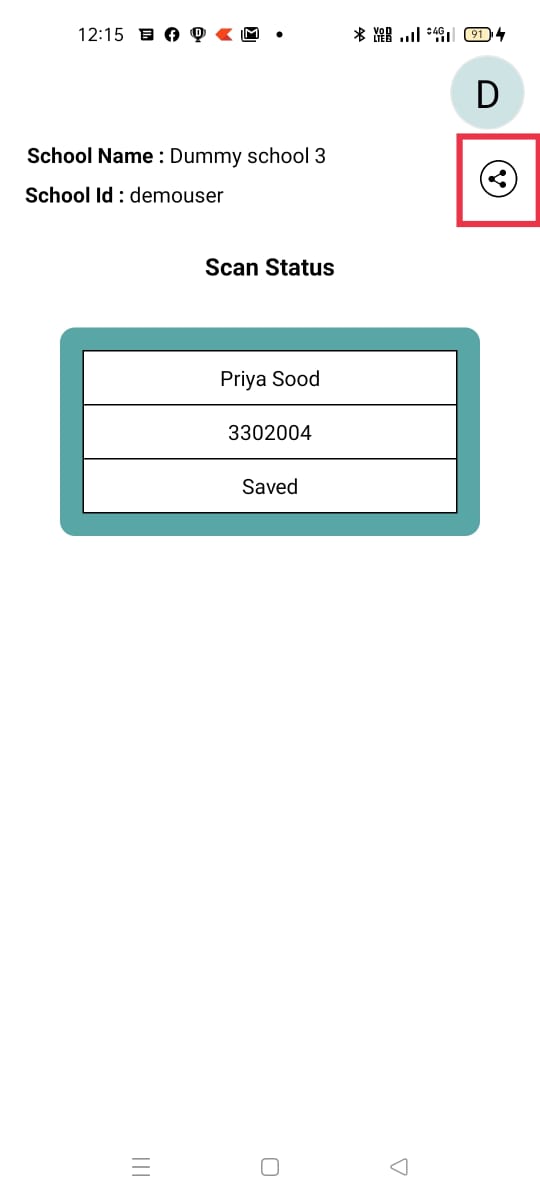 12:15
VoD LTE 4G 91
D
School Name : Dummy school 3
School Id : demouser
Scan Status
Priya Sood
3302004
Saved